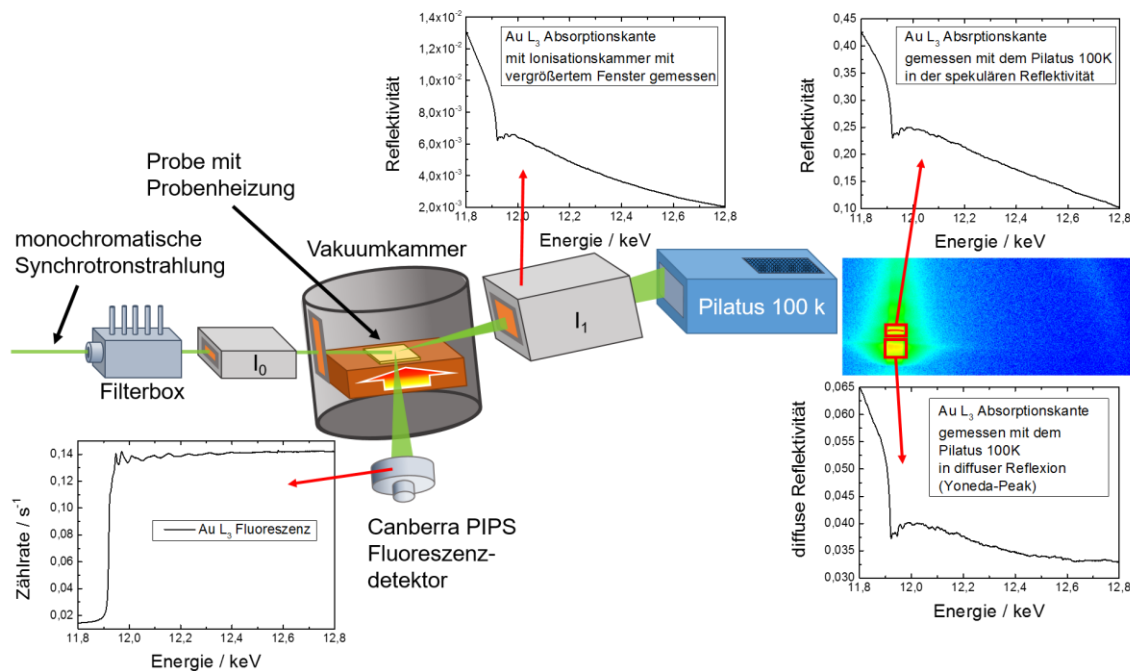 1,4x10⁻²
1,2x10⁻²
1,0x10⁻²
8,0x10⁻³
6,0x10⁻³
4,0x10⁻³
2,0x10⁻³
Reflektivität
Au L₃ Absorptionskante
mit Ionisationskammer mit
vergrößertem Fenster gemessen
11,8 12,0 12,2 12,4 12,6 12,8
Energie / keV
0,45
0,40
0,35
0,30
0,25
0,20
0,15
0,10
Reflektivität
Au L₃ Absrptionskante
gemessen mit dem Pilatus 100K
in der spekulären Reflektivität
11,8 12,0 12,2 12,4 12,6 12,8
Energie / keV
Probe mit
Probenheizung
monochromatische
Synchrotronstrahlung
Vakuumkammer
Filterbox
I₀
I₁
Pilatus 100 k
Canberra PIPS
Fluoreszenz-
detektor
0,14
0,12
0,10
0,08
0,06
0,04
0,02
Zählrate / s⁻¹
Au L₃ Fluoreszenz
11,8 12,0 12,2 12,4 12,6 12,8
Energie / keV
0,065
0,060
0,055
0,050
0,045
0,040
0,035
0,030
diffuse Reflektivität
Au L₃ Absorptionskante
gemessen mit dem
Pilatus 100K
in diffuser Reflexion
(Yoneda-Peak)
11,8 12,0 12,2 12,4 12,6 12,8
Energie / keV